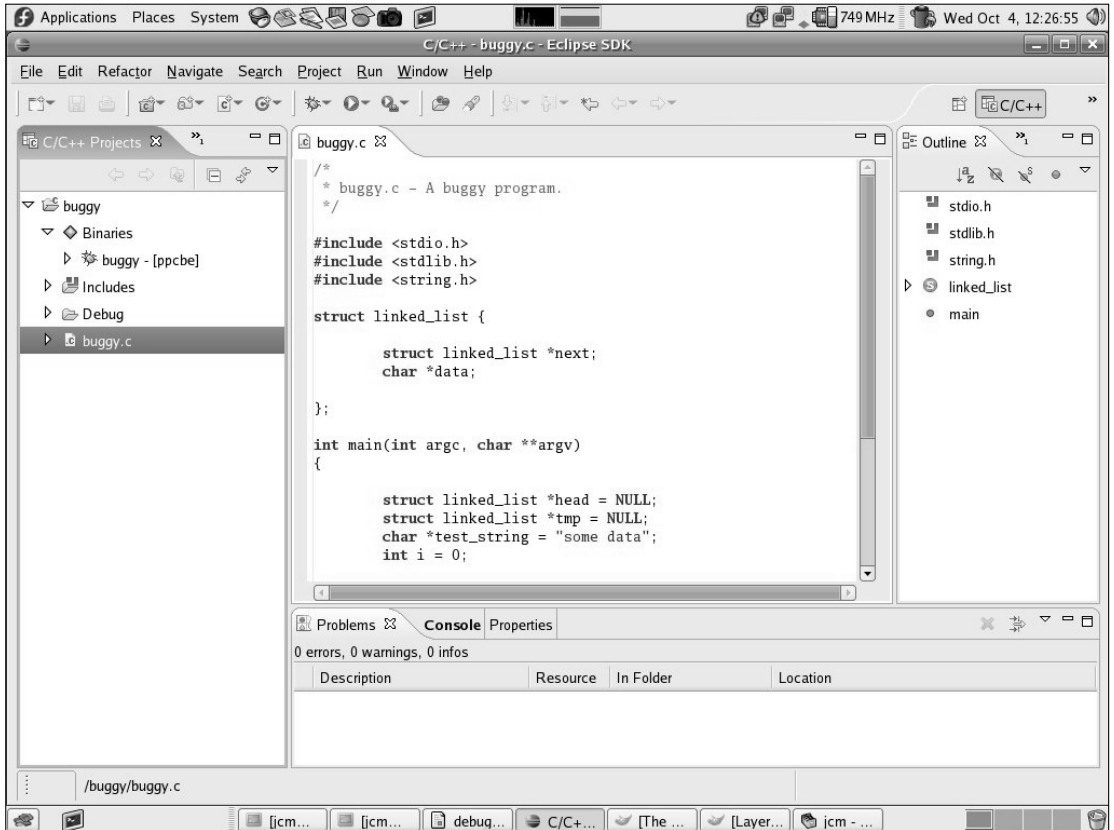 Applications Places System 749 MHz Wed Oct 4, 12:26:55
C/C++ - buggy.c - Eclipse SDK
File Edit Refactor Navigate Search Project Run Window Help
C/C++
C/C++ Projects
buggy
Binaries
buggy - [ppcbe]
Includes
Debug
buggy.c
buggy.c
/*
* buggy.c - A buggy program.
*/
#include <stdio.h>
#include <stdlib.h>
#include <string.h>
struct linked_list {
struct linked_list *next;
char *data;
};
int main(int argc, char **argv)
{
struct linked_list *head = NULL;
struct linked_list *tmp = NULL;
char *test_string = "some data";
int i = 0;
Outline
stdio.h
stdlib.h
string.h
linked_list
main
Problems Console Properties
0 errors, 0 warnings, 0 infos
Description Resource In Folder Location
/buggy/buggy.c
[jcm... [jcm... debug... C/C+... [The ... [Layer... jcm - ...